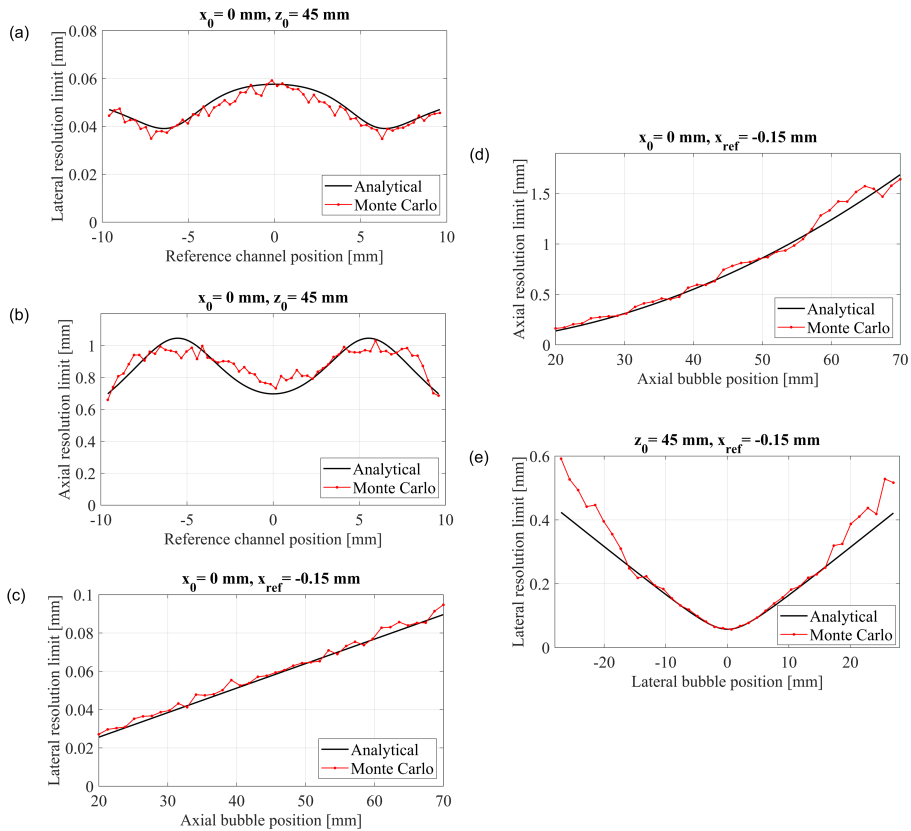 (a)
x0= 0 mm, z0= 45 mm
Lateral resolution limit [mm]
0.08
0.06
0.04
0.02
0
-10
-5
0
5
10
Reference channel position [mm]
Analytical
Monte Carlo
(b)
x0= 0 mm, z0= 45 mm
Axial resolution limit [mm]
1
0.8
0.6
0.4
0.2
0
-10
-5
0
5
10
Reference channel position [mm]
Analytical
Monte Carlo
(c)
x0= 0 mm, xref= -0.15 mm
Lateral resolution limit [mm]
0.1
0.08
0.06
0.04
0.02
0
20
30
40
50
60
70
Axial bubble position [mm]
Analytical
Monte Carlo
(d)
x0= 0 mm, xref= -0.15 mm
Axial resolution limit [mm]
1.5
1
0.5
0
20
30
40
50
60
70
Axial bubble position [mm]
Analytical
Monte Carlo
(e)
z0= 45 mm, xref= -0.15 mm
Lateral resolution limit [mm]
0.6
0.4
0.2
0
-20
-10
0
10
20
Lateral bubble position [mm]
Analytical
Monte Carlo